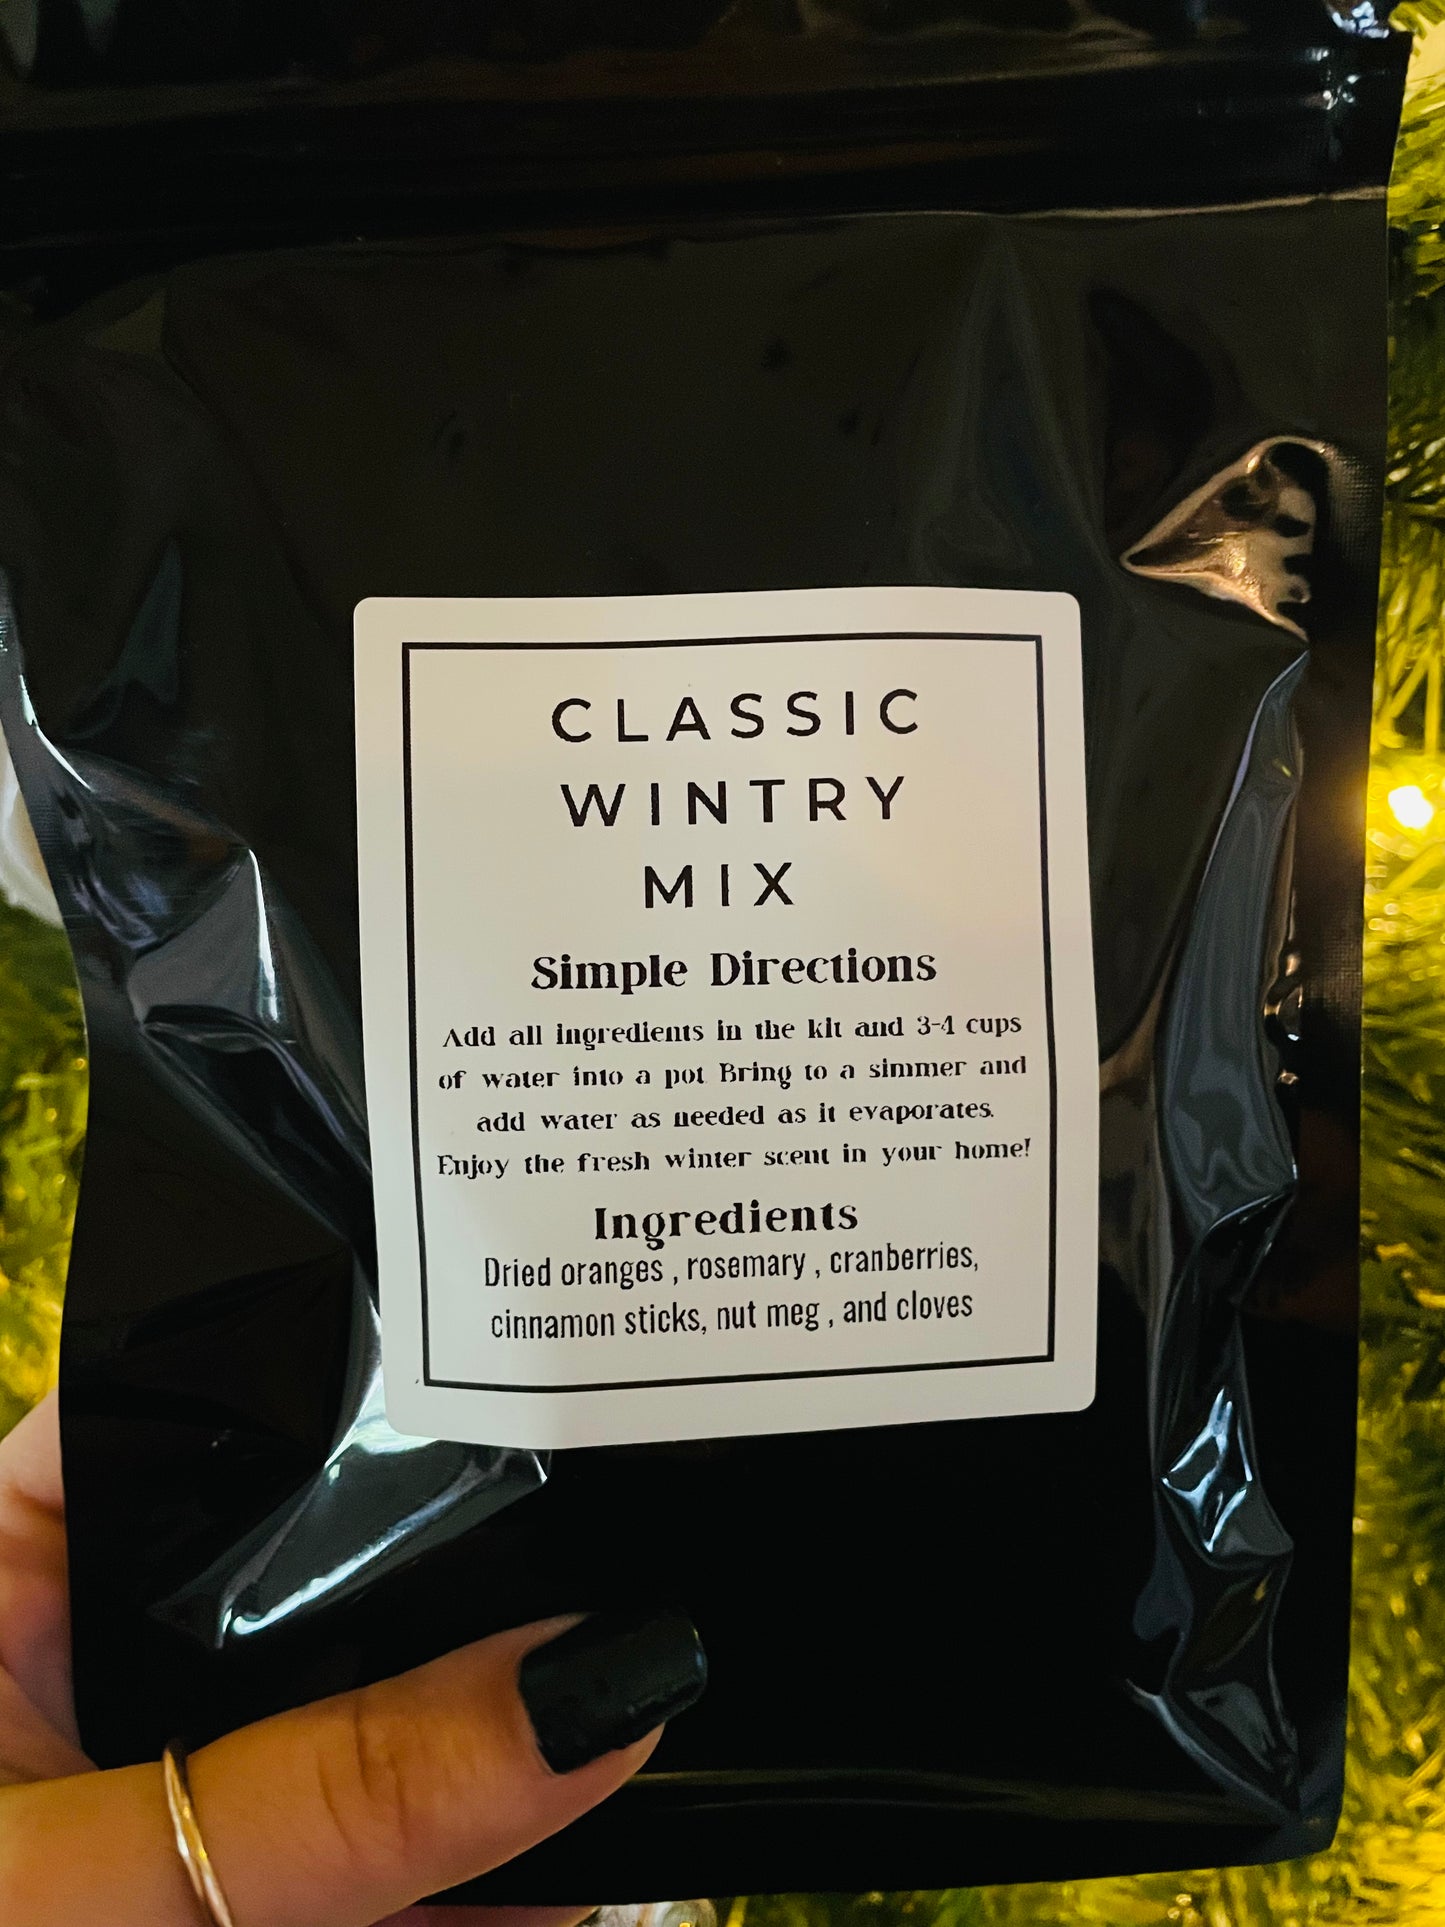 CLASSIC
WINTRY
MIX
Simple Directions
Add all ingredients in the kit and 3-4 cups
of water into a pot. Bring to a simmer and
add water as needed as it evaporates.
Enjoy the fresh winter scent in your home!
Ingredients
Dried oranges , rosemary , cranberries,
cinnamon sticks, nut meg , and cloves